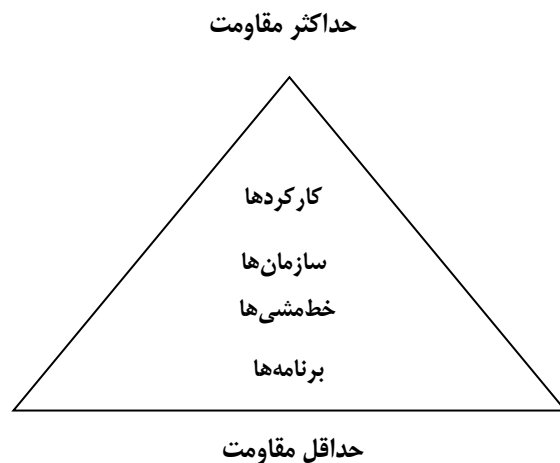 حداکثر مقاومت
کارکردها
سازمان‌ها
خط‌مشی‌ها
برنامه‌ها
حداقل مقاومت